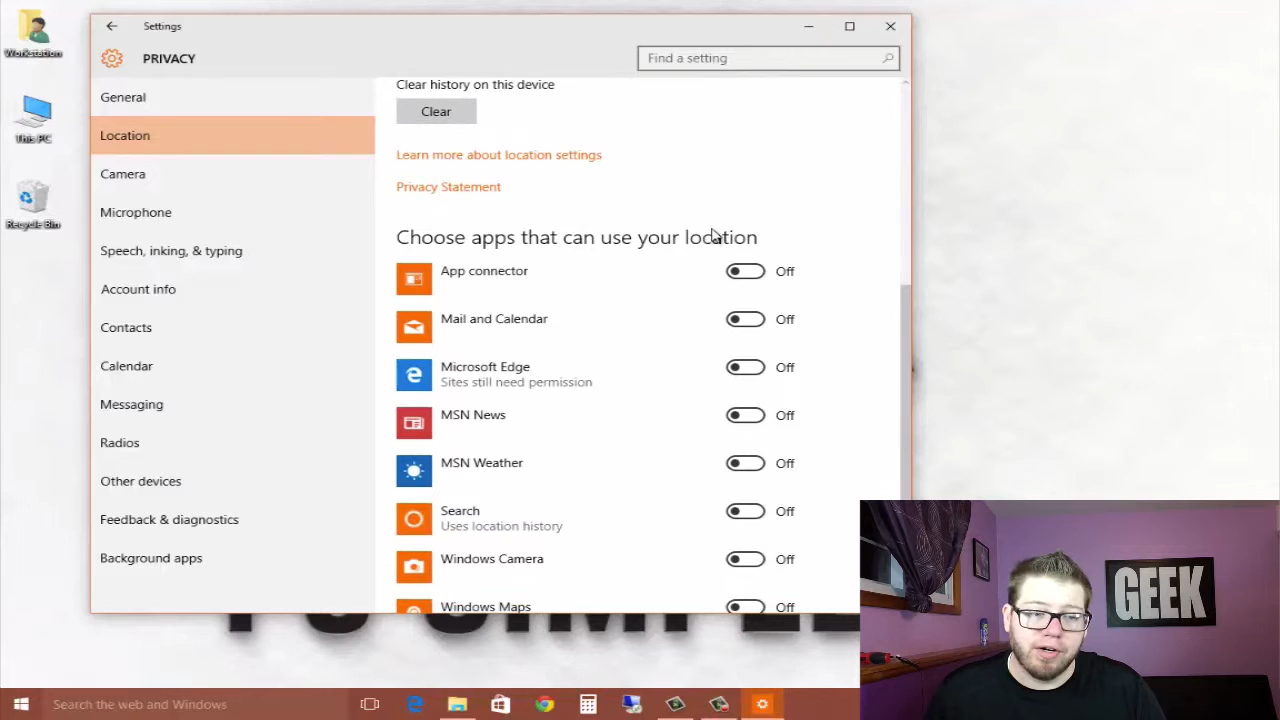 Workstation
This PC
Recycle Bin
Settings
PRIVACY
Find a setting
General
Location
Camera
Microphone
Speech, inking, & typing
Account info
Contacts
Calendar
Messaging
Radios
Other devices
Feedback & diagnostics
Background apps
Clear history on this device
Clear
Learn more about location settings
Privacy Statement
Choose apps that can use your location
App connector Off
Mail and Calendar Off
Microsoft Edge Off
Sites still need permission
MSN News Off
MSN Weather Off
Search Off
Uses location history
Windows Camera Off
Windows Maps Off
GEEK
Search the web and Windows